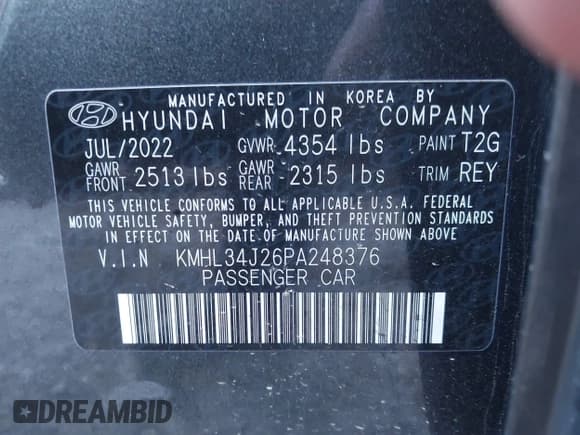 MANUFACTURED IN KOREA BY
HYUNDAI MOTOR COMPANY
JUL/2022 GVWR 4354 lbs PAINT T2G
GAWR FRONT 2513 lbs GAWR REAR 2315 lbs TRIM REY
THIS VEHICLE CONFORMS TO ALL APPLICABLE U.S.A. FEDERAL
MOTOR VEHICLE SAFETY, BUMPER, AND THEFT PREVENTION STANDARDS
IN EFFECT ON THE DATE OF MANUFACTURE SHOWN ABOVE.
V.I.N KMHL34J26PA248376
PASSENGER CAR
DREAMBID